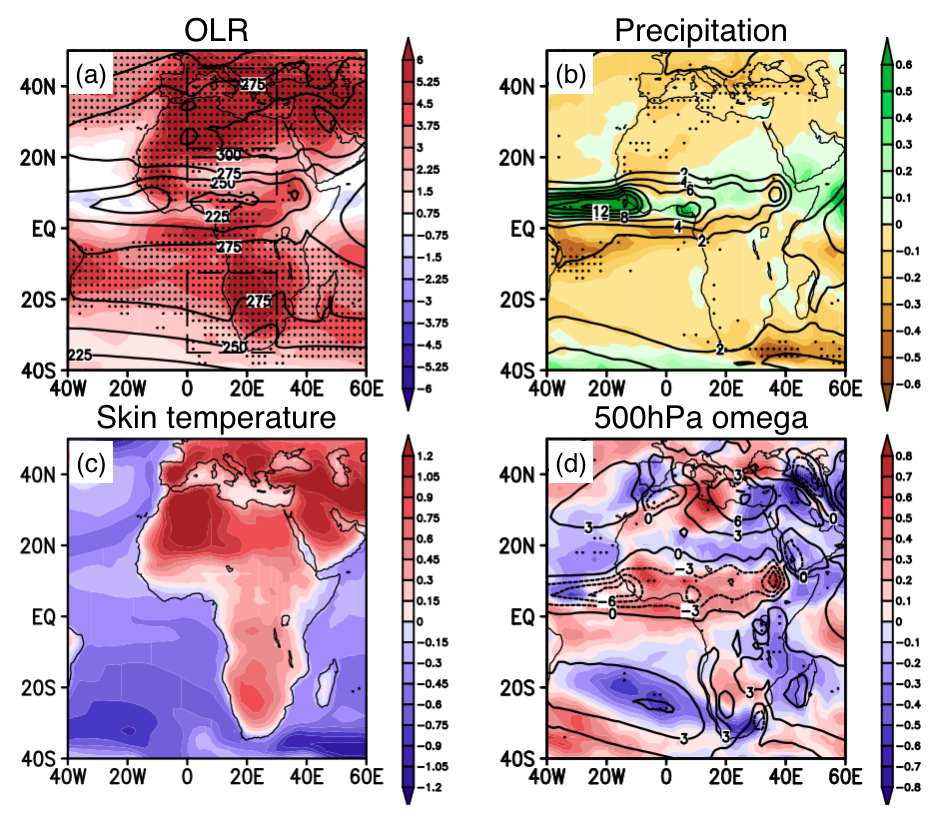 OLR
Precipitation
(a)
(b)
40N
20N
EQ
20S
40S
40W
20W
0
20E
40E
60E
275
300
275
250
225
275
275
250
225
6
5.25
4.5
3.75
3
2.25
1.5
0.75
-0.75
-1.5
-2.25
-3
-3.75
-4.5
-5.25
-6
40N
20N
EQ
20S
40S
40W
20W
0
20E
40E
60E
2
4
6
12
8
4
2
2
0.6
0.5
0.4
0.3
0.2
0.1
0
-0.1
-0.2
-0.3
-0.4
-0.5
-0.6
Skin temperature
500hPa omega
(c)
(d)
40N
20N
EQ
20S
40S
40W
20W
0
20E
40E
60E
1.2
1.05
0.9
0.75
0.6
0.45
0.3
0.15
0
-0.15
-0.3
-0.45
-0.6
-0.75
-0.9
-1.05
-1.2
40N
20N
EQ
20S
40S
40W
20W
0
20E
40E
60E
3
3
0
6
3
0
0
-3
0
-6
-3
0
3
3
3
0.8
0.7
0.6
0.5
0.4
0.3
0.2
0.1
0
-0.1
-0.2
-0.3
-0.4
-0.5
-0.6
-0.7
-0.8